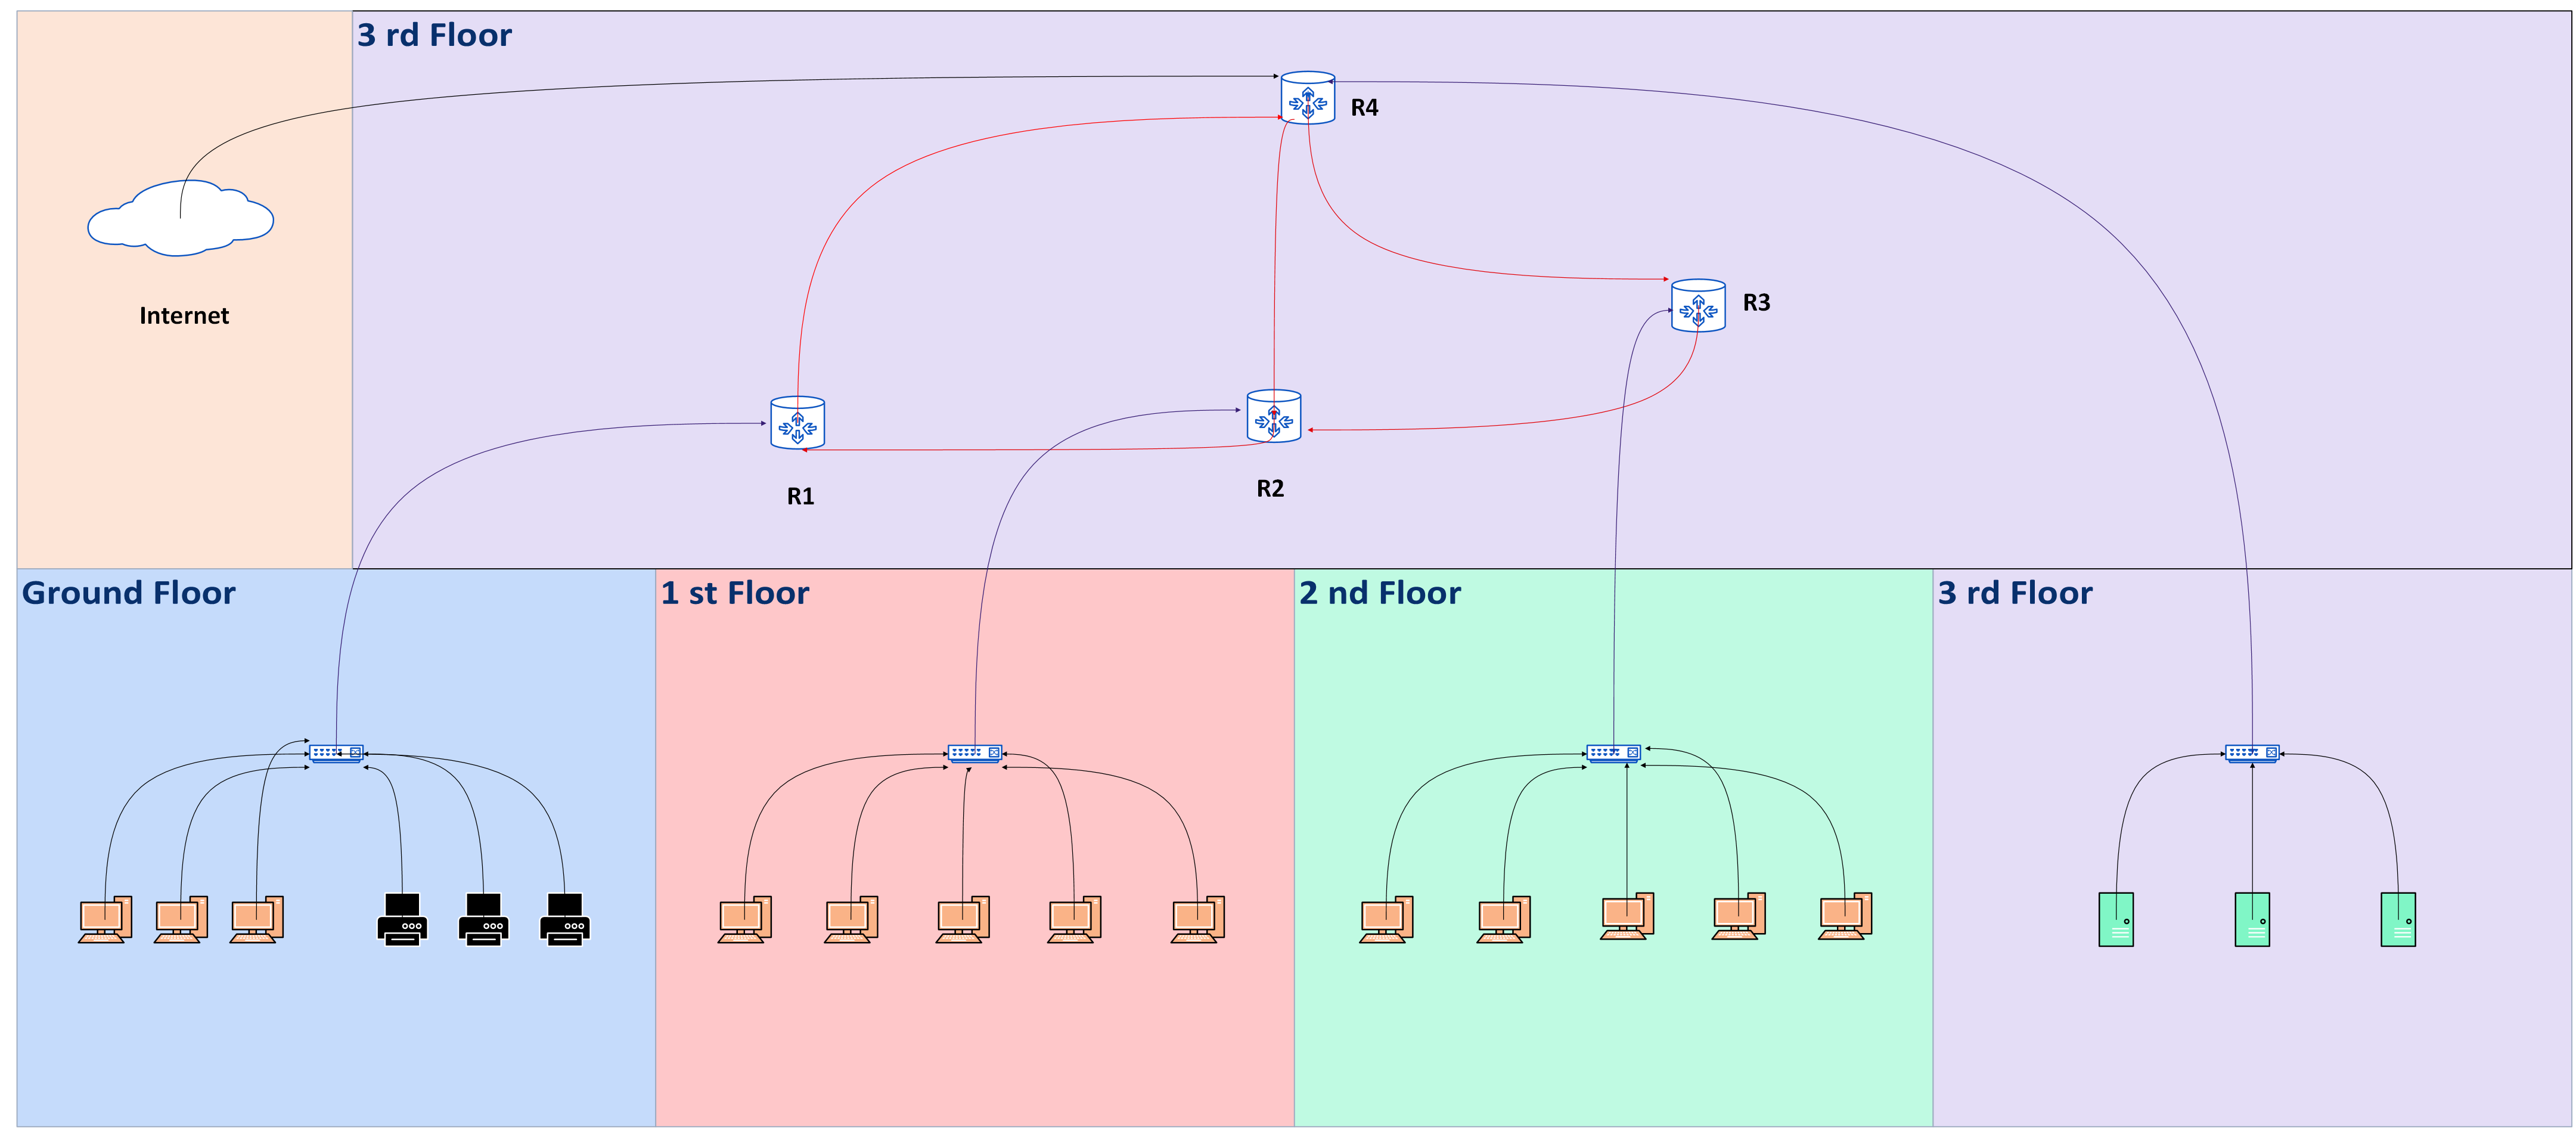 3 rd Floor
R4
R3
Internet
R2
R1
Ground Floor
1 st Floor
2 nd Floor
3 rd Floor